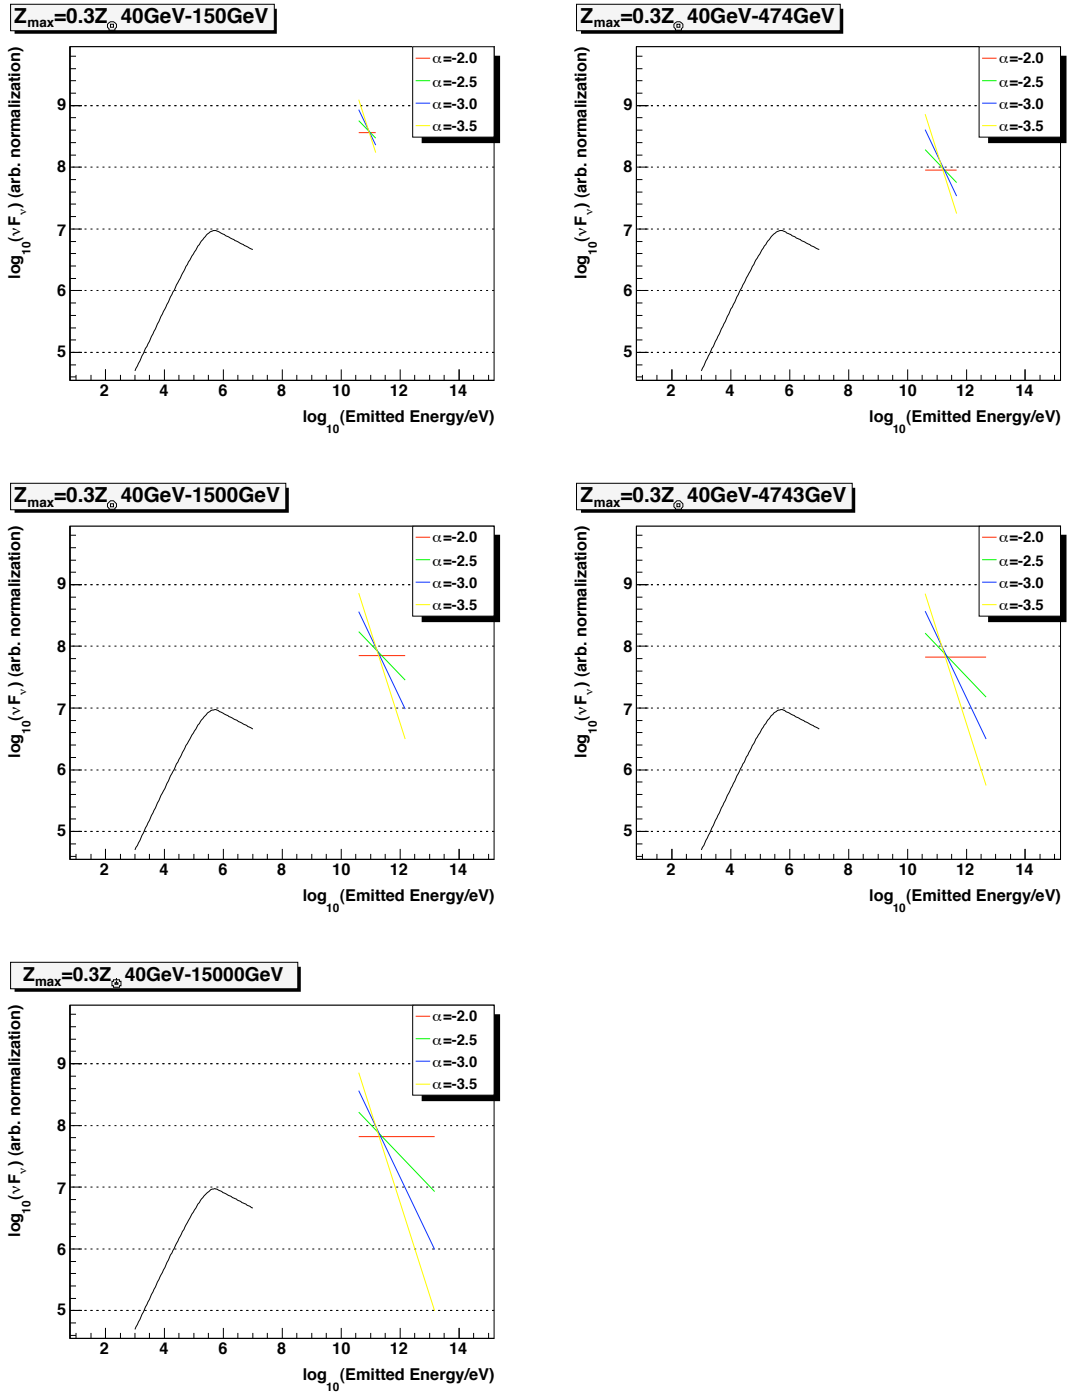 Zmax=0.3Z⊙ 40GeV-150GeV
log10(νFν) (arb. normalization)
9
8
7
6
5
2 4 6 8 10 12 14
log10(Emitted Energy/eV)
α=-2.0
α=-2.5
α=-3.0
α=-3.5
Zmax=0.3Z⊙ 40GeV-474GeV
log10(νFν) (arb. normalization)
9
8
7
6
5
2 4 6 8 10 12 14
log10(Emitted Energy/eV)
α=-2.0
α=-2.5
α=-3.0
α=-3.5
Zmax=0.3Z⊙ 40GeV-1500GeV
log10(νFν) (arb. normalization)
9
8
7
6
5
2 4 6 8 10 12 14
log10(Emitted Energy/eV)
α=-2.0
α=-2.5
α=-3.0
α=-3.5
Zmax=0.3Z⊙ 40GeV-4743GeV
log10(νFν) (arb. normalization)
9
8
7
6
5
2 4 6 8 10 12 14
log10(Emitted Energy/eV)
α=-2.0
α=-2.5
α=-3.0
α=-3.5
Zmax=0.3Z⊙ 40GeV-15000GeV
log10(νFν) (arb. normalization)
9
8
7
6
5
2 4 6 8 10 12 14
log10(Emitted Energy/eV)
α=-2.0
α=-2.5
α=-3.0
α=-3.5